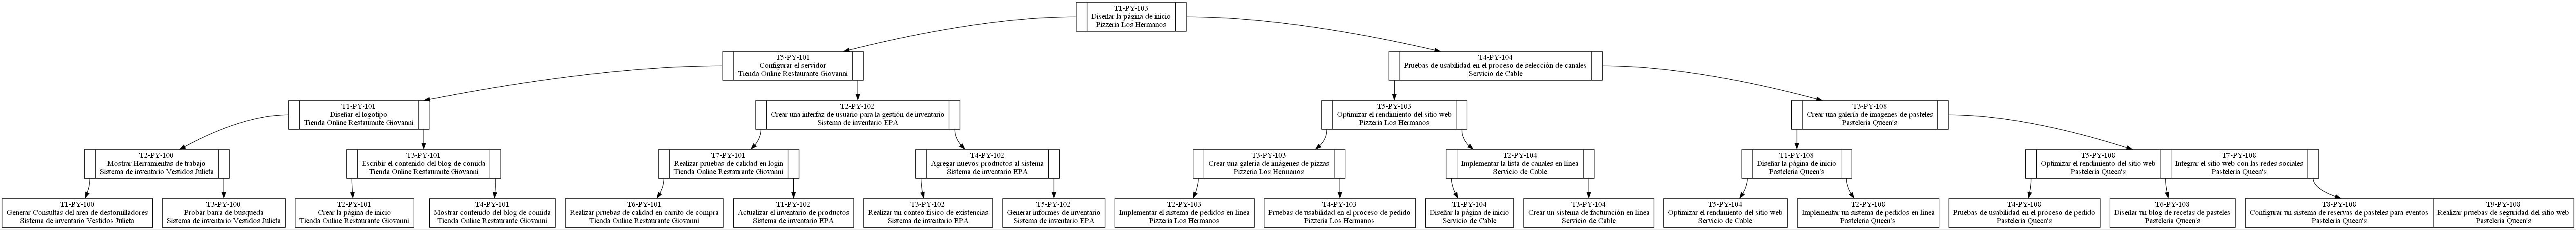 T1-PY-103
Diseñar la página de inicio
Pizzeria Los Hermanos
T5-PY-101
Configurar el servidor
Tienda Online Restaurante Giovanni
T4-PY-104
Pruebas de usabilidad en el proceso de selección de canales
Servicio de Cable
T1-PY-101
Diseñar el logotipo
Tienda Online Restaurante Giovanni
T2-PY-102
Crear una interfaz de usuario para la gestión de inventario
Sistema de inventario EPA
T5-PY-103
Optimizar el rendimiento del sitio web
Pizzeria Los Hermanos
T3-PY-108
Crear una galería de imagenes de pasteles
Pasteleria Queen's
T2-PY-100
Mostrar Herramientas de trabajo
Sistema de inventario Vestidos Julieta
T3-PY-101
Escribir el contenido del blog de comida
Tienda Online Restaurante Giovanni
T7-PY-101
Realizar pruebas de calidad en login
Tienda Online Restaurante Giovanni
T4-PY-102
Agregar nuevos productos al sistema
Sistema de inventario EPA
T3-PY-103
Crear una galería de imágenes de pizzas
Pizzeria Los Hermanos
T2-PY-104
Implementar la lista de canales en línea
Servicio de Cable
T1-PY-108
Diseñar la página de inicio
Pasteleria Queen's
T5-PY-108
Optimizar el rendimiento del sitio web
Pasteleria Queen's
T7-PY-108
Integrar el sitio web con las redes sociales
Pasteleria Queen's
T1-PY-100
Generar Consultas del area de destornilladores
Sistema de inventario Vestidos Julieta
T3-PY-100
Probar barra de busqueda
Sistema de inventario Vestidos Julieta
T2-PY-101
Crear la página de inicio
Tienda Online Restaurante Giovanni
T4-PY-101
Mostrar contenido del blog de comida
Tienda Online Restaurante Giovanni
T6-PY-101
Realizar pruebas de calidad en carrito de compra
Tienda Online Restaurante Giovanni
T1-PY-102
Actualizar el inventario de productos
Sistema de inventario EPA
T3-PY-102
Realizar un conteo físico de existencias
Sistema de inventario EPA
T5-PY-102
Generar informes de inventario
Sistema de inventario EPA
T2-PY-103
Implementar el sistema de pedidos en línea
Pizzeria Los Hermanos
T4-PY-103
Pruebas de usabilidad en el proceso de pedido
Pizzeria Los Hermanos
T1-PY-104
Diseñar la página de inicio
Servicio de Cable
T3-PY-104
Crear un sistema de facturación en línea
Servicio de Cable
T5-PY-104
Optimizar el rendimiento del sitio web
Servicio de Cable
T2-PY-108
Implementar un sistema de pedidos en línea
Pasteleria Queen's
T4-PY-108
Pruebas de usabilidad en el proceso de pedido
Pasteleria Queen's
T6-PY-108
Diseñar un blog de recetas de pasteles
Pasteleria Queen's
T8-PY-108
Configurar un sistema de reservas de pasteles para eventos
Pasteleria Queen's
T9-PY-108
Realizar pruebas de seguridad del sitio web
Pasteleria Queen's